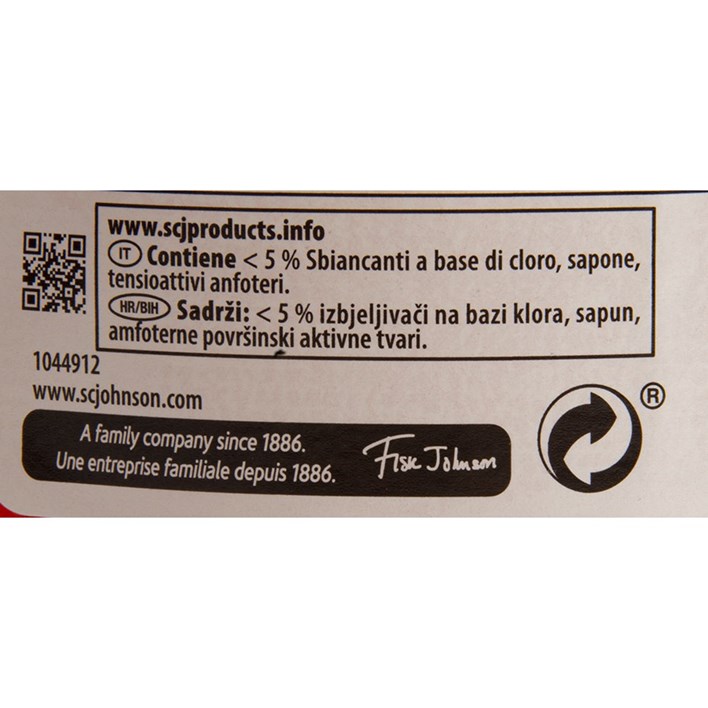 www.scjproducts.info
IT Contiene < 5 % Sbiancanti a base di cloro, sapone,
tensioattivi anfoteri.
HR/BIH Sadrži: < 5 % izbjeljivači na bazi klora, sapun,
amfoterne površinski aktivne tvari.
1044912
www.scjohnson.com
A family company since 1886.
Une entreprise familiale depuis 1886.
Fisk Johnson
®